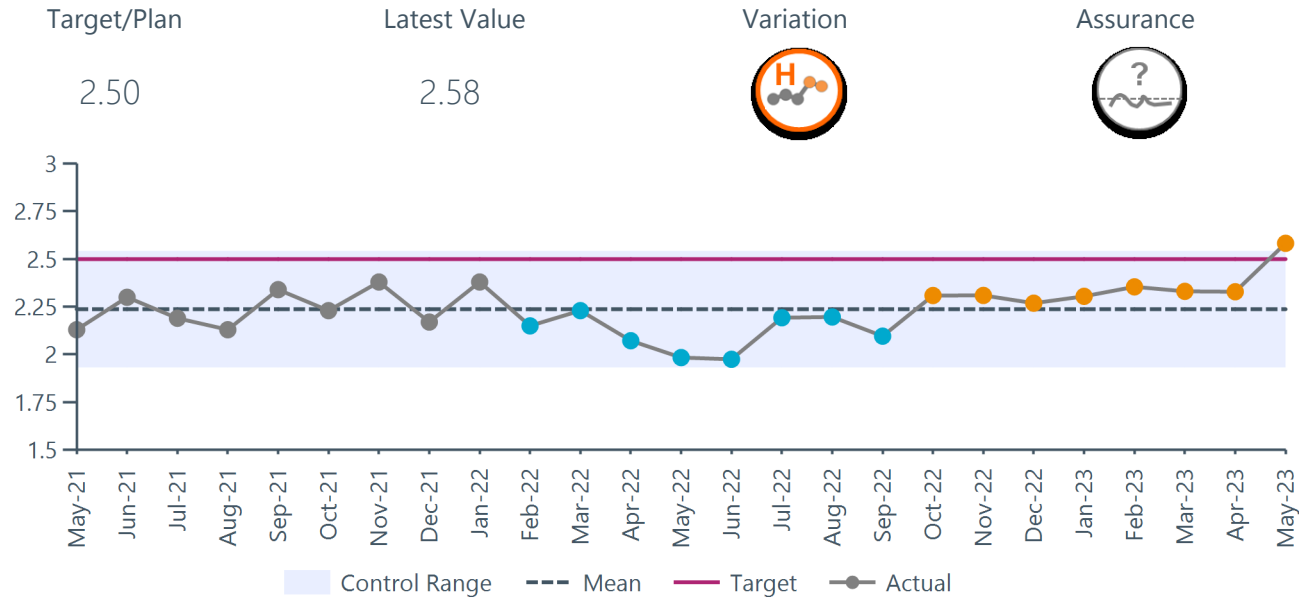 Target/Plan Latest Value Variation Assurance
2.50 2.58 H ?
3
2.75
2.5
2.25
2
1.75
1.5
May-21 Jun-21 Jul-21 Aug-21 Sep-21 Oct-21 Nov-21 Dec-21 Jan-22 Feb-22 Mar-22 Apr-22 May-22 Jun-22 Jul-22 Aug-22 Sep-22 Oct-22 Nov-22 Dec-22 Jan-23 Feb-23 Mar-23 Apr-23 May-23
Control Range Mean Target Actual